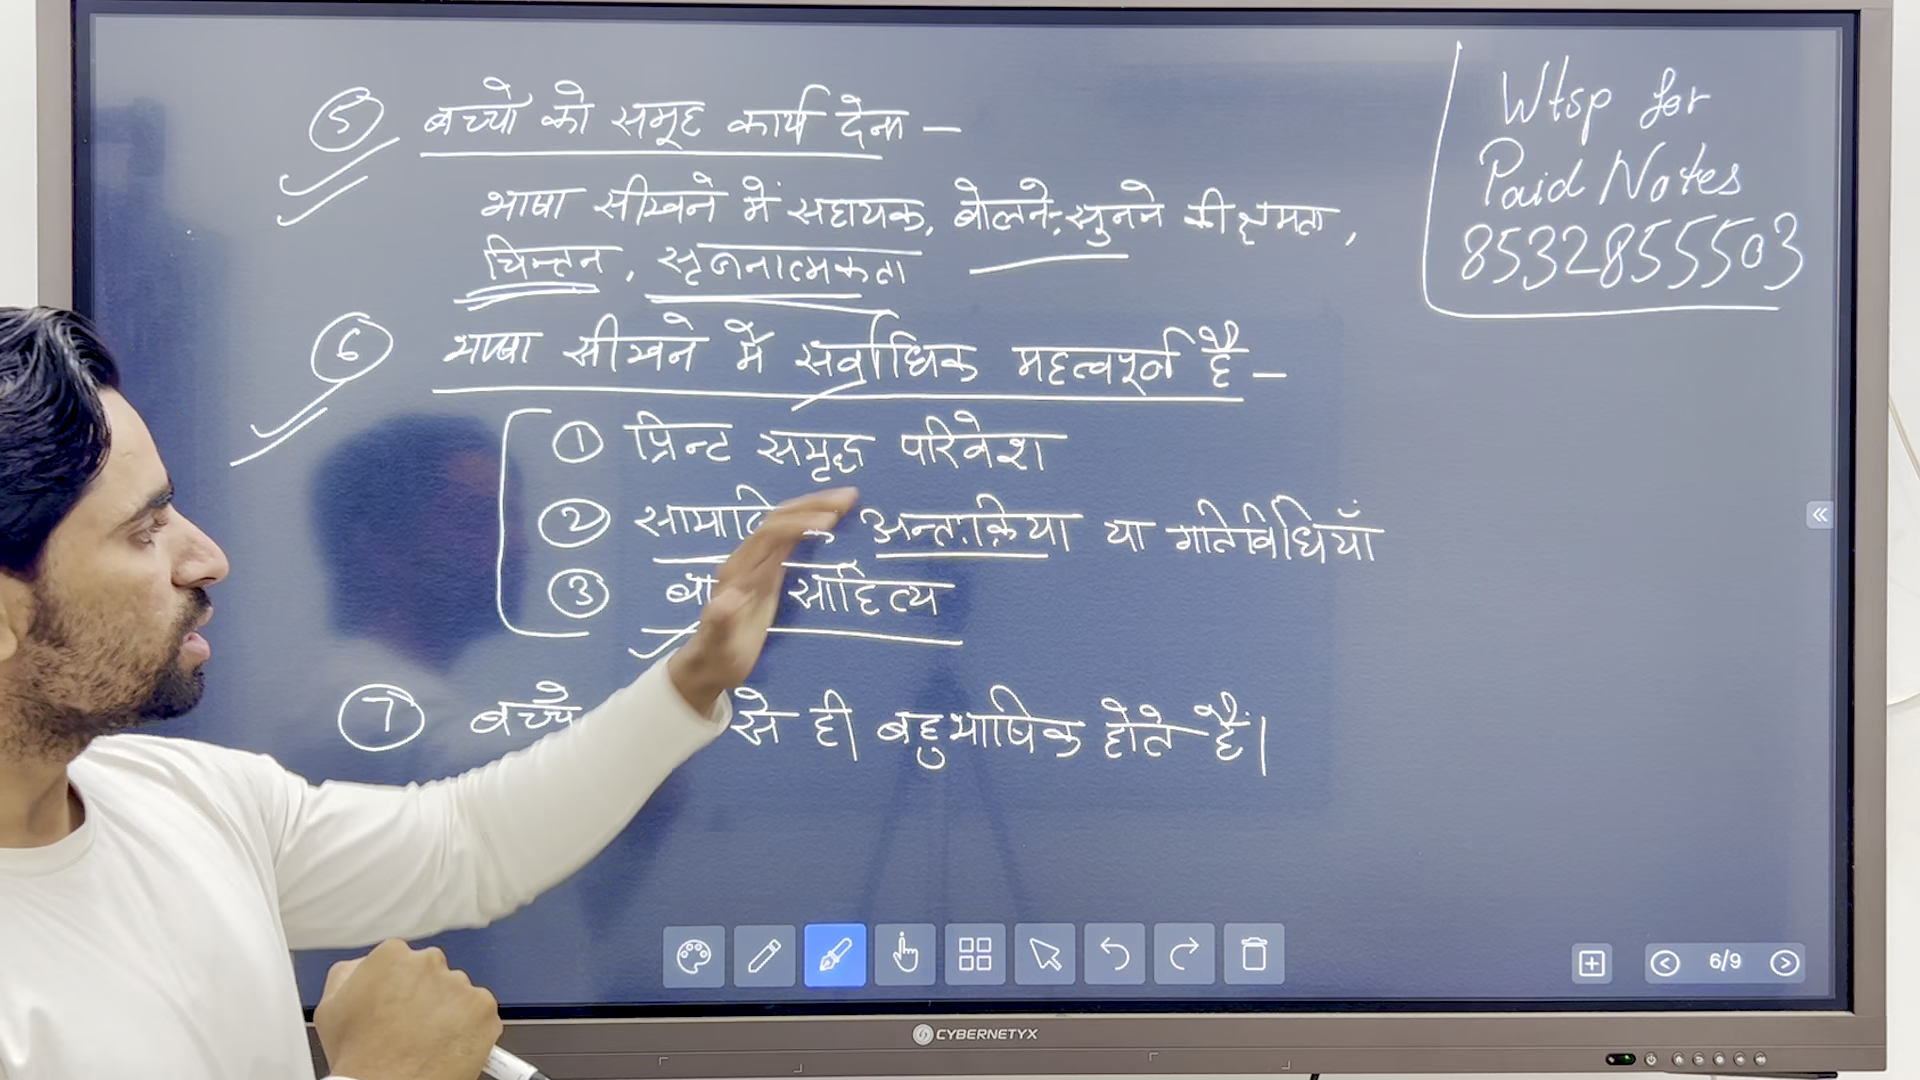 5 बच्चों को समूह कार्य देना –
भाषा सीखने में सहायक, बोलने-सुनने की क्षमता,
चिन्तन, सृजनात्मकता
6 भाषा सीखने में सर्वाधिक महत्वपूर्ण है –
1 प्रिन्ट समृद्ध परिवेश
2 अन्तःक्रिया या गतिविधियाँ
3 साहित्य
7 बच्चे से ही बहुभाषिक होते हैं।
Wtsp for
Paid Notes
8532855503
6/9
CYBERNETYX